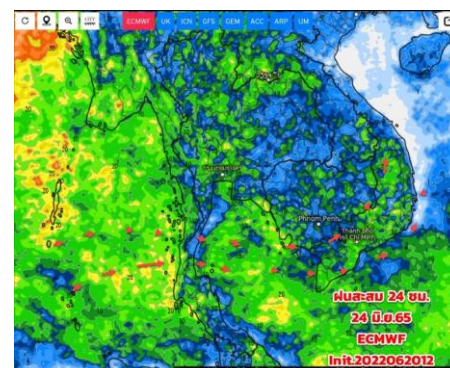 CITY
ECMWF UK ICN GFS GEM ACC ARP UM
Phnom Penh
Thành phố
Hồ Chí Minh
ฝนสะสม 24 ชม.
24 มิ.ย.65
ECMWF
Init.2022062012